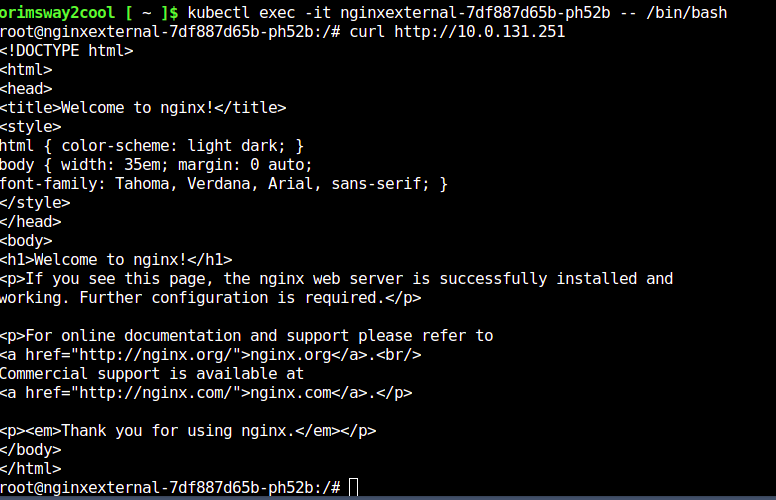 orimsway2cool [ ~ ]$ kubectl exec -it nginxexternal-7df887d65b-ph52b -- /bin/bash
root@nginxexternal-7df887d65b-ph52b:/# curl http://10.0.131.251
<!DOCTYPE html>
<html>
<head>
<title>Welcome to nginx!</title>
<style>
html { color-scheme: light dark; }
body { width: 35em; margin: 0 auto;
font-family: Tahoma, Verdana, Arial, sans-serif; }
</style>
</head>
<body>
<h1>Welcome to nginx!</h1>
<p>If you see this page, the nginx web server is successfully installed and
working. Further configuration is required.</p>

<p>For online documentation and support please refer to
<a href="http://nginx.org/">nginx.org</a>.<br/>
Commercial support is available at
<a href="http://nginx.com/">nginx.com</a>.</p>

<p><em>Thank you for using nginx.</em></p>
</body>
</html>
root@nginxexternal-7df887d65b-ph52b:/#